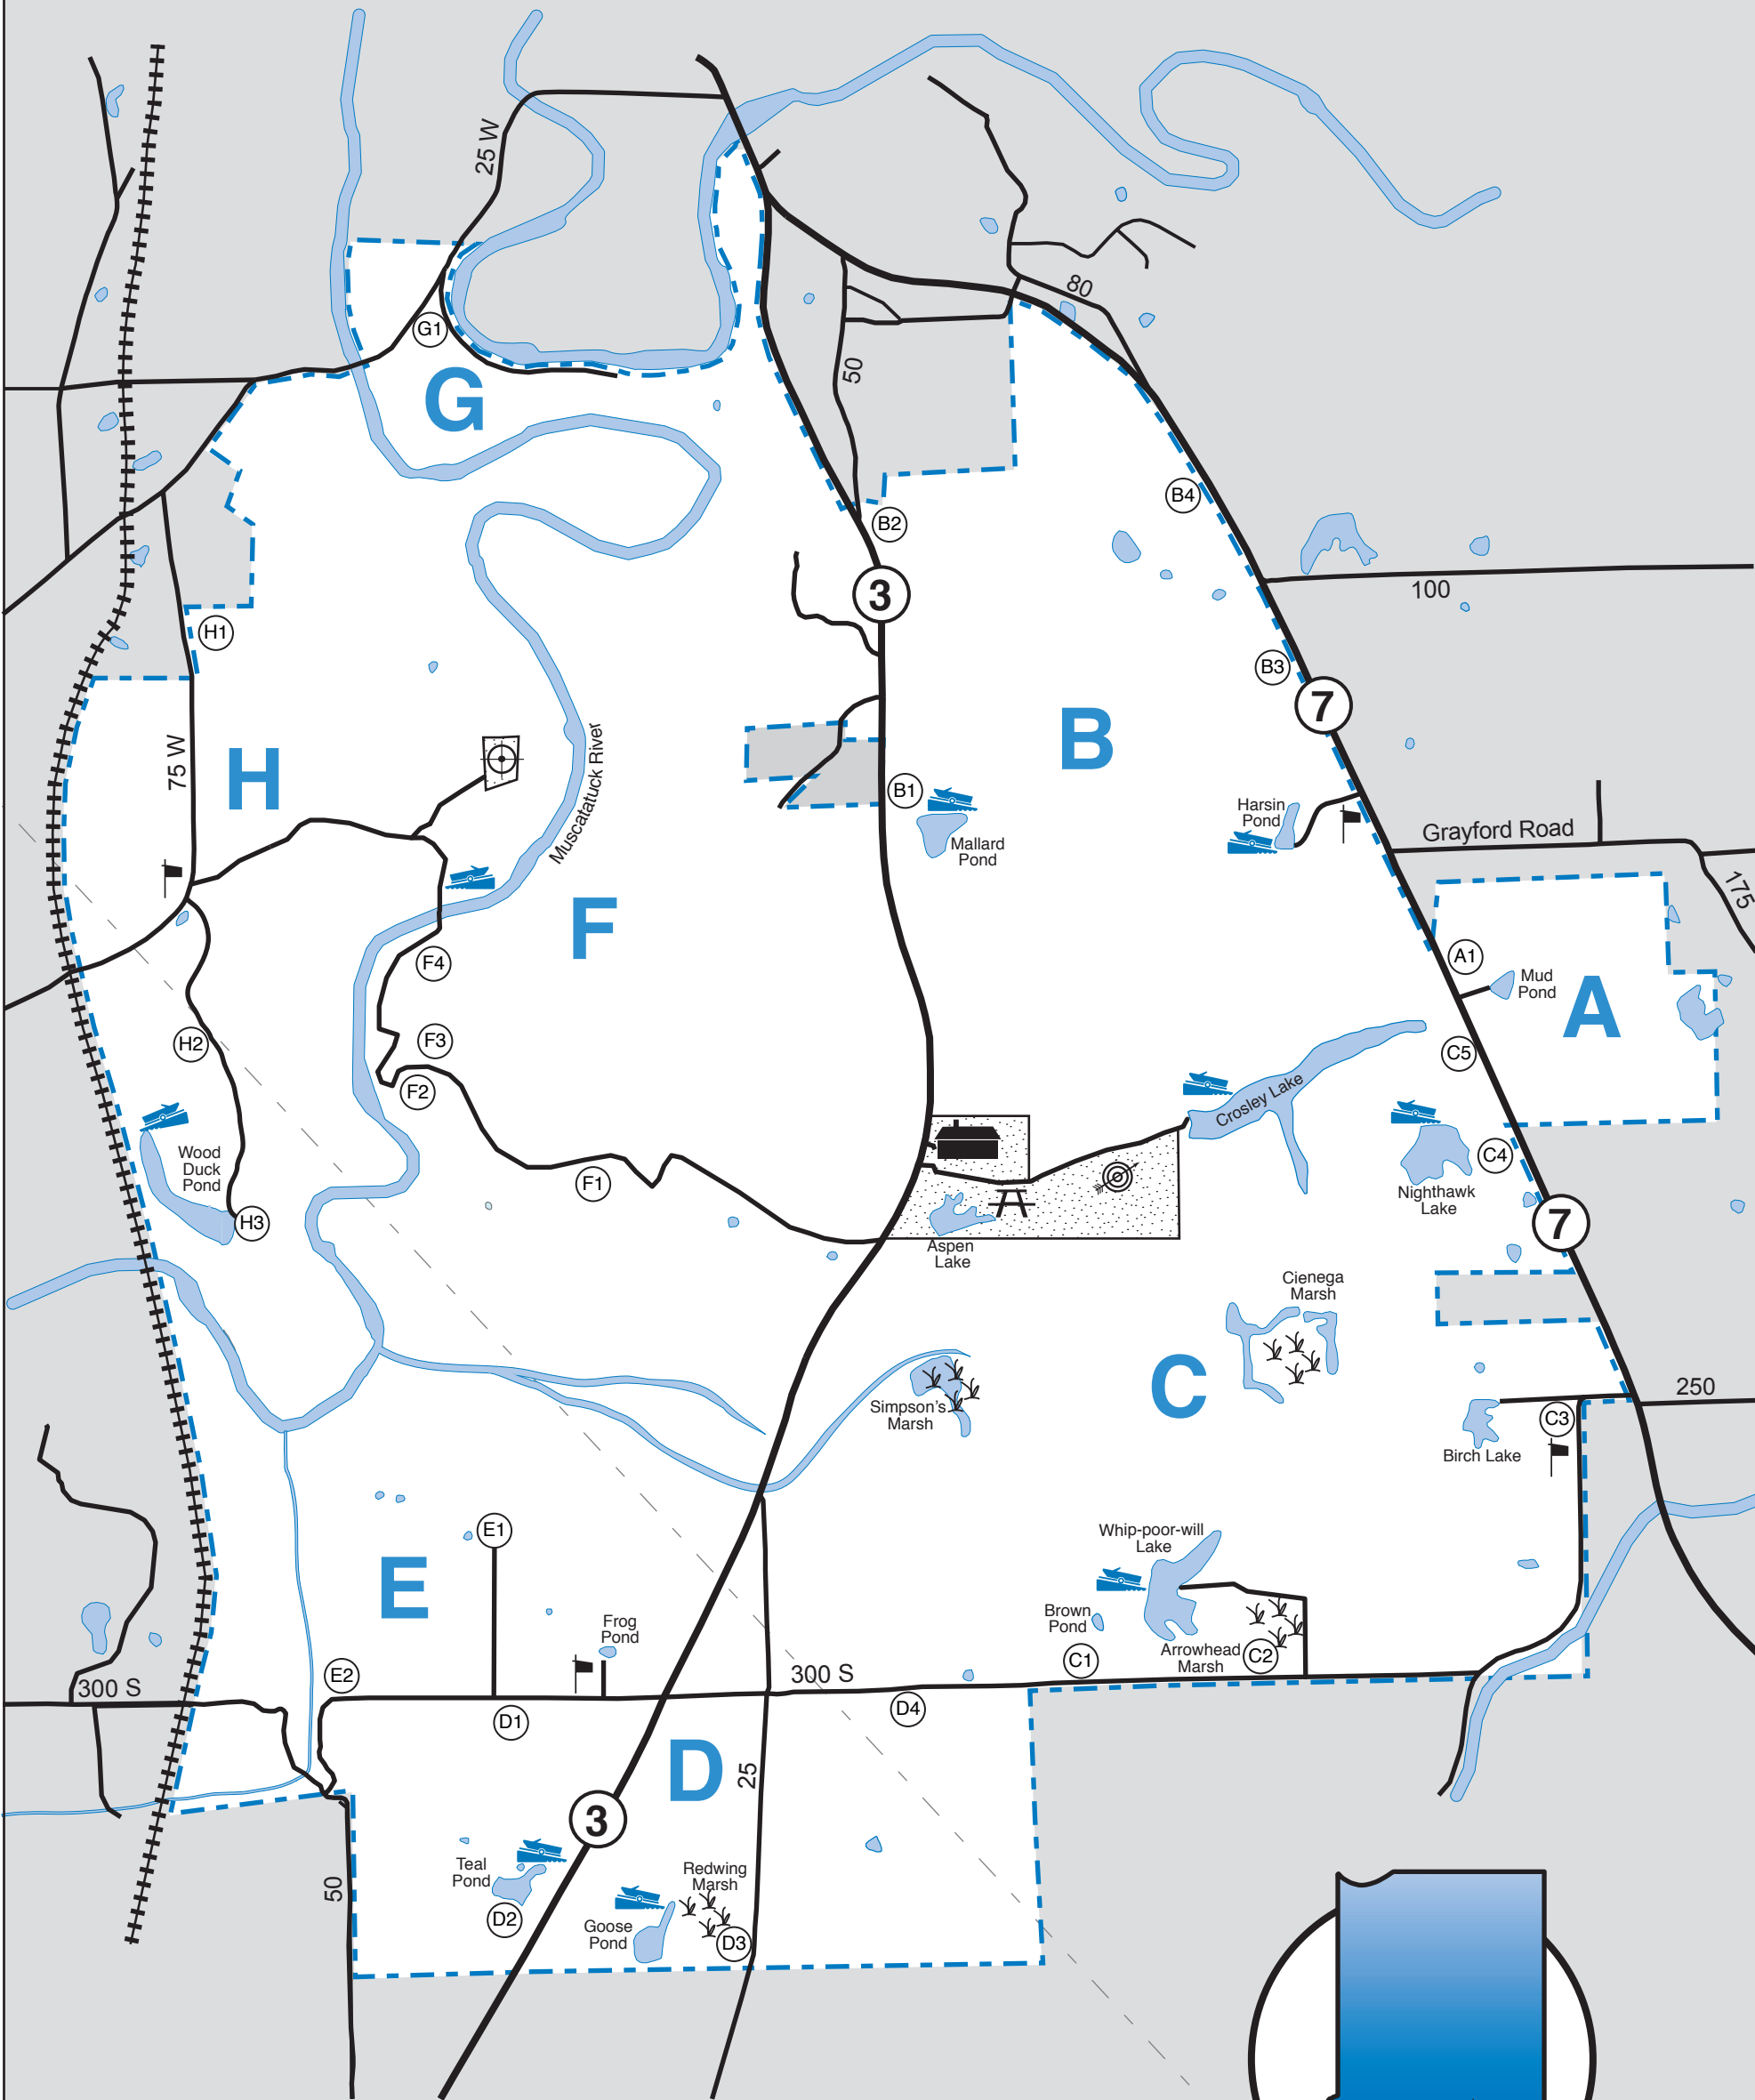 25 W
80
G1
50
G
B4
B2
3
100
H1
B3
7
B
75 W
H
Muscatatuck River
B1
Mallard
Pond
Harsin
Pond
Grayford Road
175
F
F4
A1
Mud
Pond
A
H2
F3
C5
F2
Crosley Lake
Wood
Duck
Pond
F1
C4
Nighthawk
Lake
H3
7
Aspen
Lake
Cienega
Marsh
C
250
Simpson's
Marsh
C3
Birch Lake
E1
Whip-poor-will
Lake
E
Frog
Pond
Brown
Pond
Arrowhead
Marsh
C2
C1
E2
300 S
300 S
D1
D4
D
25
3
Teal
Pond
Redwing
Marsh
50
D2
Goose
Pond
D3